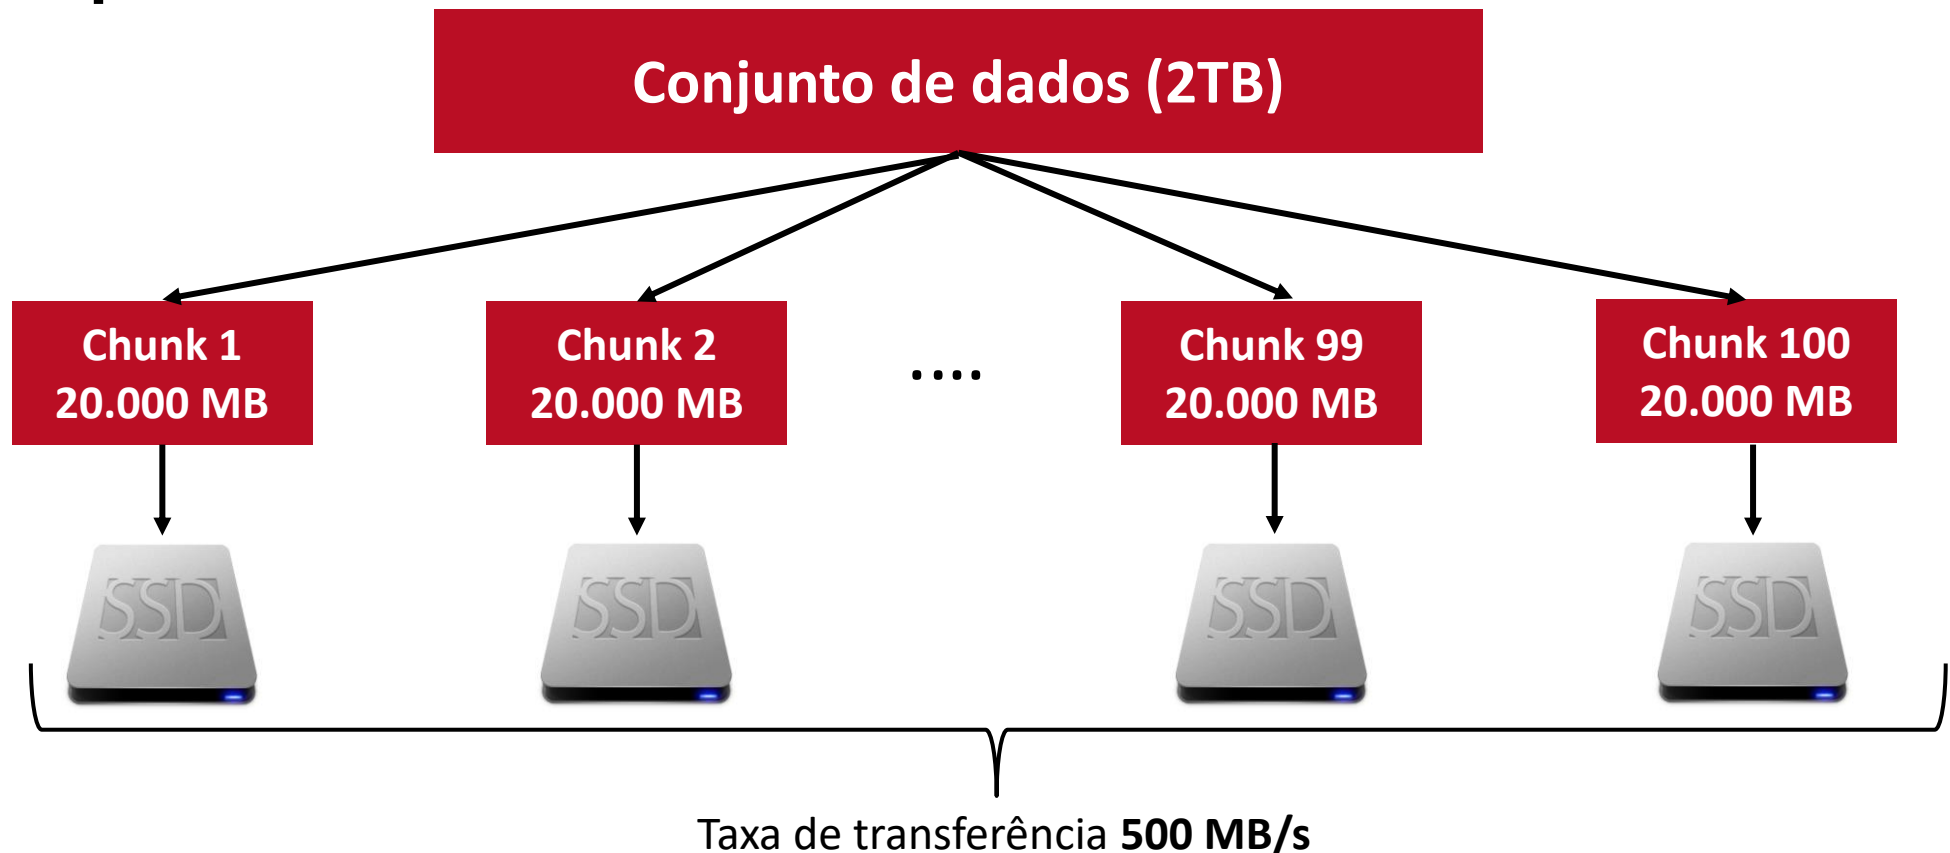 Conjunto de dados (2TB)
Chunk 1
20.000 MB
Chunk 2
20.000 MB
....
Chunk 99
20.000 MB
Chunk 100
20.000 MB
SSD
SSD
SSD
SSD
Taxa de transferência 500 MB/s